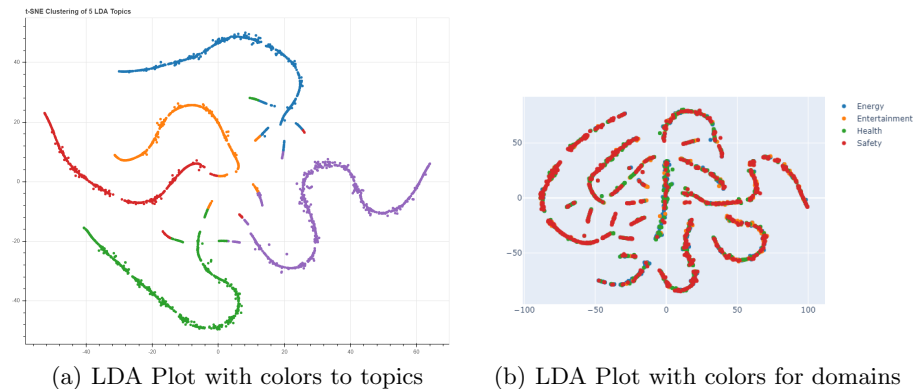 t-SNE Clustering of 5 LDA Topics
40
20
0
-20
-40
-40
-20
0
20
40
60
(a) LDA Plot with colors to topics
50
0
−50
−100
−50
0
50
100
Energy
Entertainment
Health
Safety
(b) LDA Plot with colors for domains